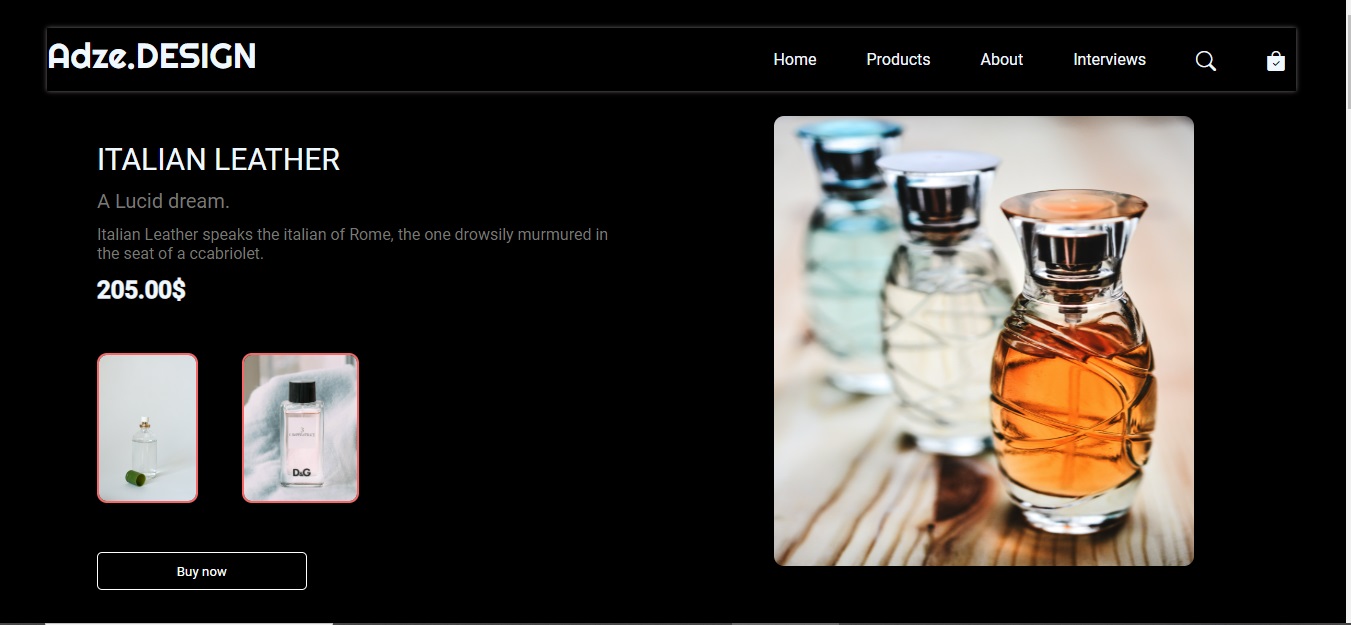 Adze.DESIGN
Home Products About Interviews
ITALIAN LEATHER
A Lucid dream.
Italian Leather speaks the italian of Rome, the one drowsily murmured in
the seat of a ccabriolet.
205.00$
D&G
Buy now